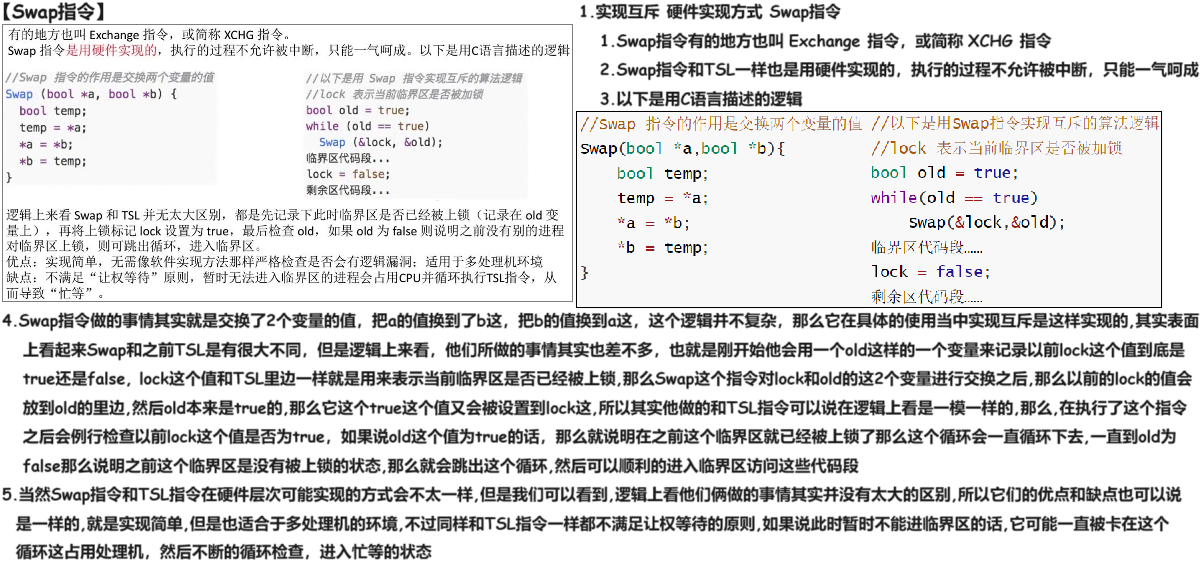 【Swap指令】
有的地方也叫 Exchange 指令，或简称 XCHG 指令。
Swap 指令是用硬件实现的，执行的过程不允许被中断，只能一气呵成。以下是用C语言描述的逻辑
//Swap 指令的作用是交换两个变量的值
Swap (bool *a, bool *b) {
bool temp;
temp = *a;
*a = *b;
*b = temp;
}
//以下是用 Swap 指令实现互斥的算法逻辑
//lock 表示当前临界区是否被加锁
bool old = true;
while (old == true)
Swap (&lock, &old);
临界区代码段...
lock = false;
剩余区代码段...
逻辑上来看 Swap 和 TSL 并无太大区别，都是先记录下此时临界区是否已经被上锁（记录在 old 变
量上），再将上锁标记 lock 设置为 true，最后检查 old，如果 old 为 false 则说明之前没有别的进程
对临界区上锁，则可跳出循环，进入临界区。
优点：实现简单，无需像软件实现方法那样严格检查是否会有逻辑漏洞；适用于多处理机环境
缺点：不满足“让权等待”原则，暂时无法进入临界区的进程会占用CPU并循环执行TSL指令，从
而导致“忙等”。
1.实现互斥 硬件实现方式 Swap指令
1.Swap指令有的地方也叫 Exchange 指令，或简称 XCHG 指令
2.Swap指令和TSL一样也是用硬件实现的，执行的过程不允许被中断，只能一气呵成
3.以下是用C语言描述的逻辑
//Swap 指令的作用是交换两个变量的值
Swap(bool *a,bool *b){
bool temp;
temp = *a;
*a = *b;
*b = temp;
}
//以下是用Swap指令实现互斥的算法逻辑
//lock 表示当前临界区是否被加锁
bool old = true;
while(old == true)
Swap(&lock,&old);
临界区代码段……
lock = false;
剩余区代码段……
4.Swap指令做的事情其实就是交换了2个变量的值，把a的值换到了b这，把b的值换到a这，这个逻辑并不复杂，那么它在具体的使用当中实现互斥是这样实现的,其实表面
上看起来Swap和之前TSL是有很大不同，但是逻辑上来看，他们所做的事情其实也差不多，也就是刚开始他会用一个old这样的一个变量来记录以前lock这个值到底是
true还是false，lock这个值和TSL里边一样就是用来表示当前临界区是否已经被上锁,那么Swap这个指令对lock和old的这2个变量进行交换之后,那么以前的lock的值会
放到old的里边,然后old本来是true的,那么它这个true这个值又会被设置到lock这,所以其实他做的和TSL指令可以说在逻辑上看是一模一样的,那么,在执行了这个指令
之后会例行检查以前lock这个值是否为true，如果说old这个值为true的话，那么就说明在之前这个临界区就已经被上锁了那么这个循环会一直循环下去,一直到old为
false那么说明之前这个临界区是没有被上锁的状态,那么就会跳出这个循环,然后可以顺利的进入临界区访问这些代码段
5.当然Swap指令和TSL指令在硬件层次可能实现的方式会不太一样,但是我们可以看到,逻辑上看他们俩做的事情其实并没有太大的区别,所以它们的优点和缺点也可以说
是一样的,就是实现简单,但是也适合于多处理机的环境,不过同样和TSL指令一样都不满足让权等待的原则,如果说此时暂时不能进临界区的话,它可能一直被卡在这个
循环这占用处理机，然后不断的循环检查，进入忙等的状态